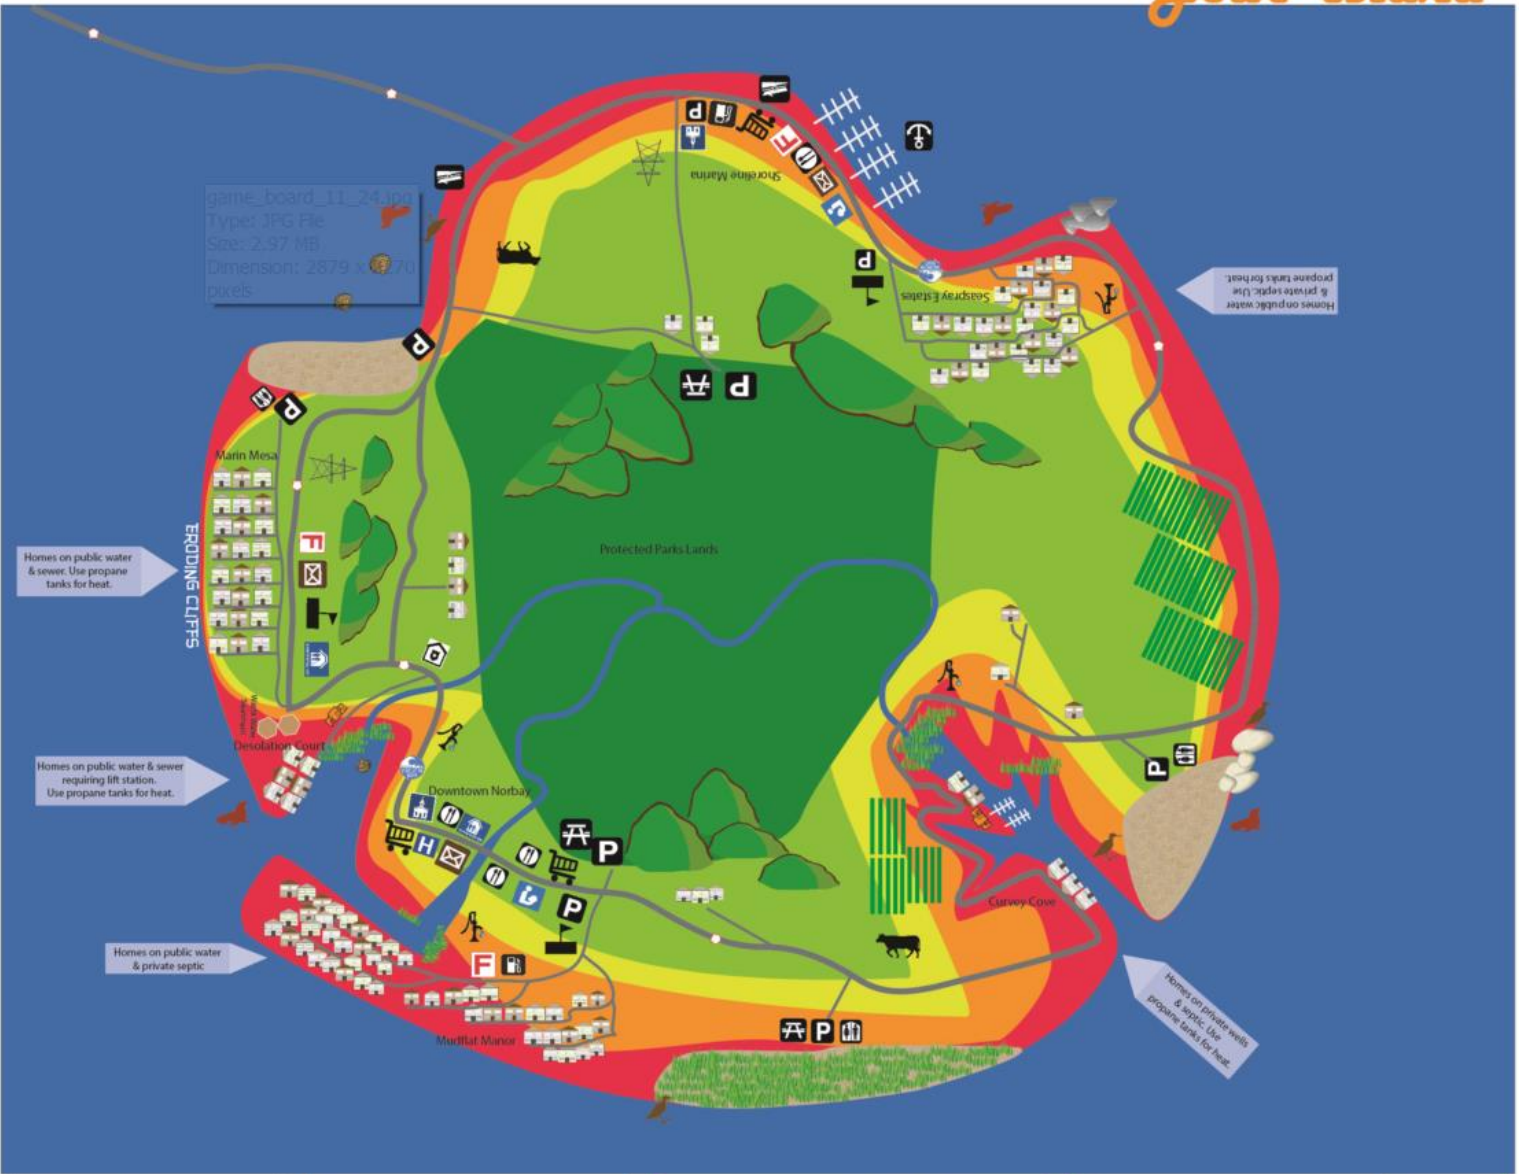 game_board_11_24.jpg
Type: JPG File
Size: 2.97 MB
pixels
Shoreline Marina
Seaspray Estates
Homes on public water
& private septic. Use
propane tanks for heat.
Marin Mesa
ERODING CLIFFS
Homes on public water
& sewer. Use propane
tanks for heat.
Protected Parks Lands
Desolation Court
Homes on public water & sewer
requiring lift station.
Use propane tanks for heat.
Downtown Norbay
Homes on public water
& private septic
Mudflat Manor
Curvey Cove
Homes on private wells
& septic. Use
propane tanks for heat.
P
P
P
P
P
P
P
P
P
P
F
F
F
H